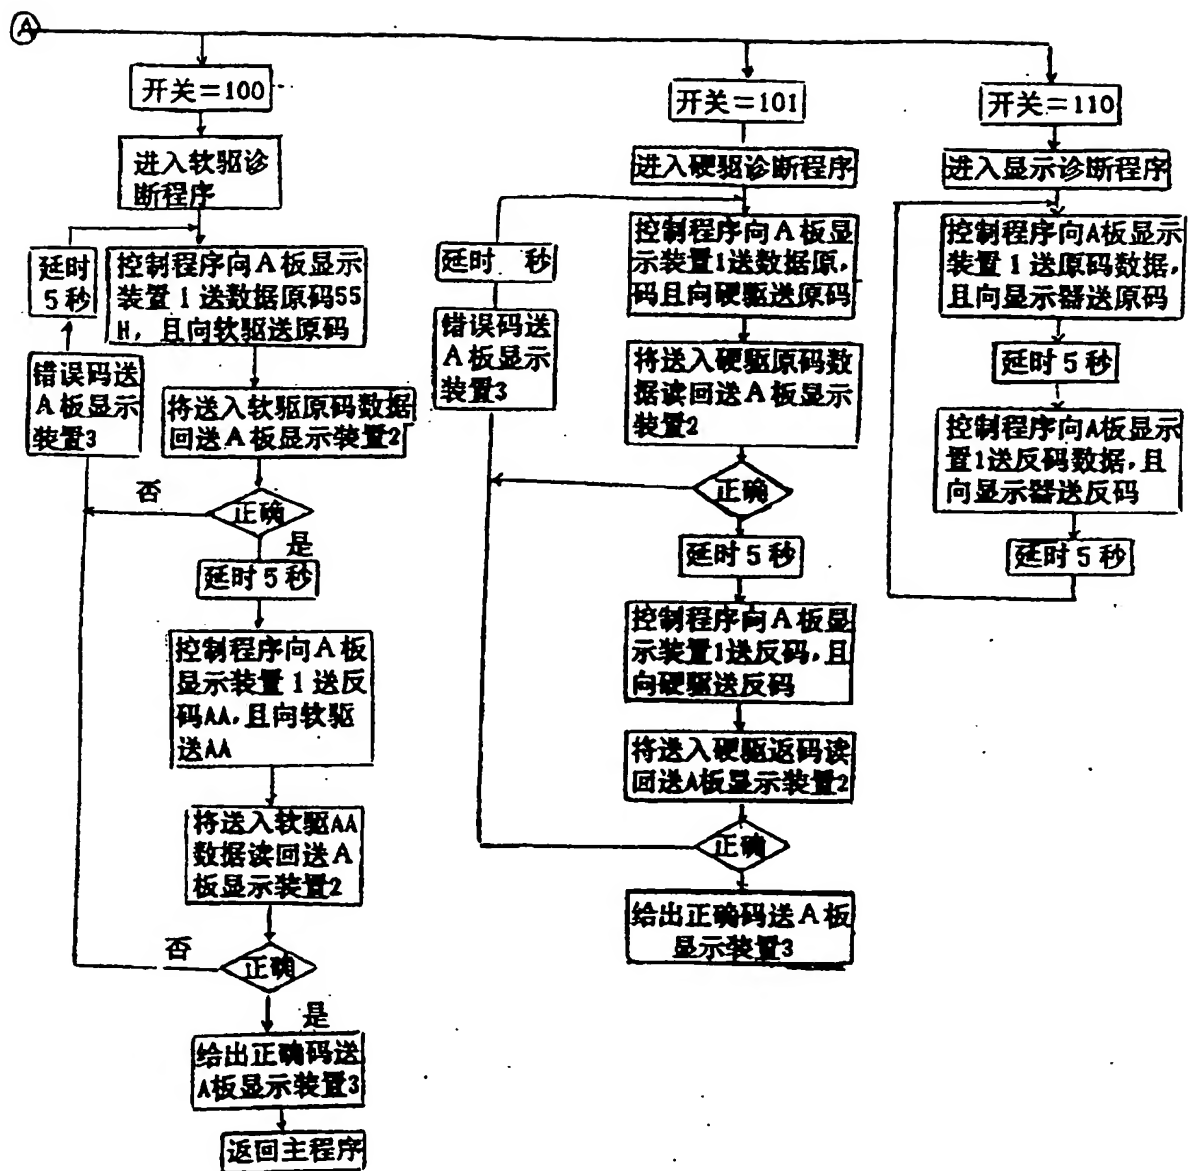 A
开关=100
进入软驱诊
断程序
延时
5秒
控制程序向A板显示
装置1送数据原码55
H，且向软驱送原码
错误码送
A板显示
装置3
将送入软驱原码数据
回送A板显示装置2
否
正确
是
延时5秒
控制程序向A板
显示装置1送反
码AA，且向软驱
送AA
将送入软驱AA
数据读回送A
板显示装置2
否
正确
是
给出正确码送
A板显示装置3
返回主程序
开关=101
进入硬驱诊断程序
延时 秒
控制程序向A板显
示装置1送数据原，
码且向硬驱送原码
错误码送
A板显示
装置3
将送入硬驱原码数
据读回送A板显示
装置2
正确
延时5秒
控制程序向A板显
示装置1送反码，且
向硬驱送反码
将送入硬驱返码读
回送A板显示装置2
正确
给出正确码送A板
显示装置3
开关=110
进入显示诊断程序
控制程序向A板显示
装置1送原码数据，
且向显示器送原码
延时5秒
控制程序向A板显示
置1送反码数据，且
向显示器送反码
延时5秒